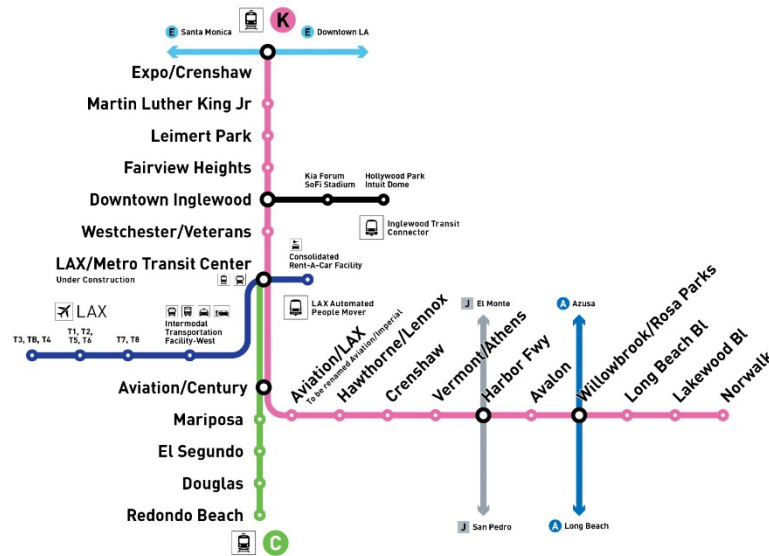 K
E Santa Monica
E Downtown LA
Expo/Crenshaw
Martin Luther King Jr
Leimert Park
Fairview Heights
Kia Forum
SoFi Stadium
Hollywood Park
Intuit Dome
Downtown Inglewood
Inglewood Transit
Connector
Westchester/Veterans
Consolidated
Rent-A-Car Facility
LAX/Metro Transit Center
Under Construction
LAX Automated
People Mover
LAX
T3, TB, T4
T1, T2,
T5, T6
T7, T8
Intermodal
Transportation
Facility-West
J El Monte
A Azusa
Aviation/Century
Aviation/LAX
To be renamed Aviation/Imperial
Hawthorne/Lennox
Crenshaw
Vermont/Athens
Harbor Fwy
Avalon
Willowbrook/Rosa Parks
Long Beach Bl
Lakewood Bl
Norwalk
Mariposa
El Segundo
Douglas
Redondo Beach
J San Pedro
A Long Beach
C